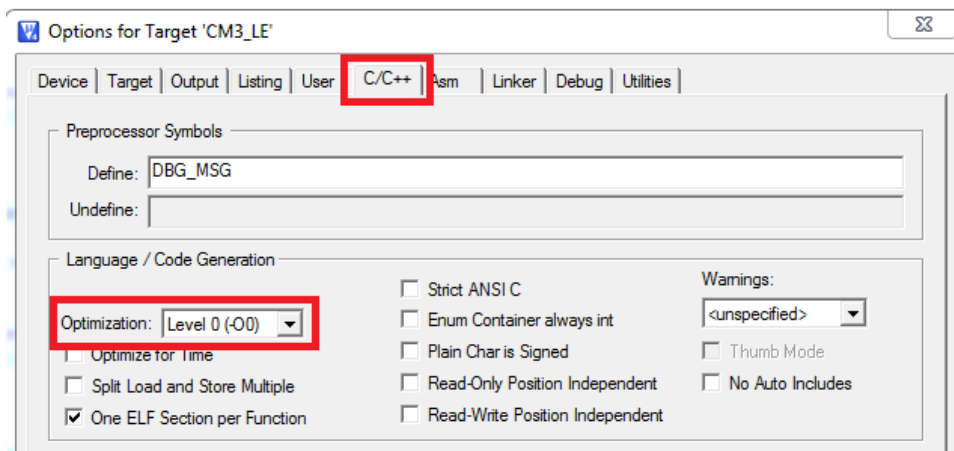 Options for Target 'CM3_LE'
Device Target Output Listing User C/C++ Asm Linker Debug Utilities
Preprocessor Symbols
Define: DBG_MSG
Undefine:
Language / Code Generation
Optimization: Level 0 (-O0)
Optimize for Time
Split Load and Store Multiple
One ELF Section per Function
Strict ANSI C
Enum Container always int
Plain Char is Signed
Read-Only Position Independent
Read-Write Position Independent
Warnings:
<unspecified>
Thumb Mode
No Auto Includes